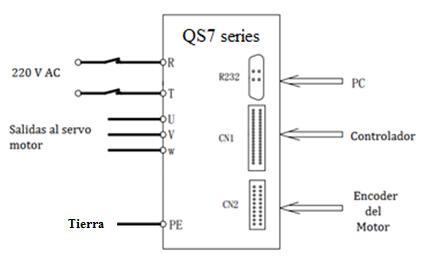 QS7 series
220 V AC
R
T
Salidas al servo
motor
U
V
w
Tierra
PE
R232
PC
CN1
Controlador
CN2
Encoder
del
Motor